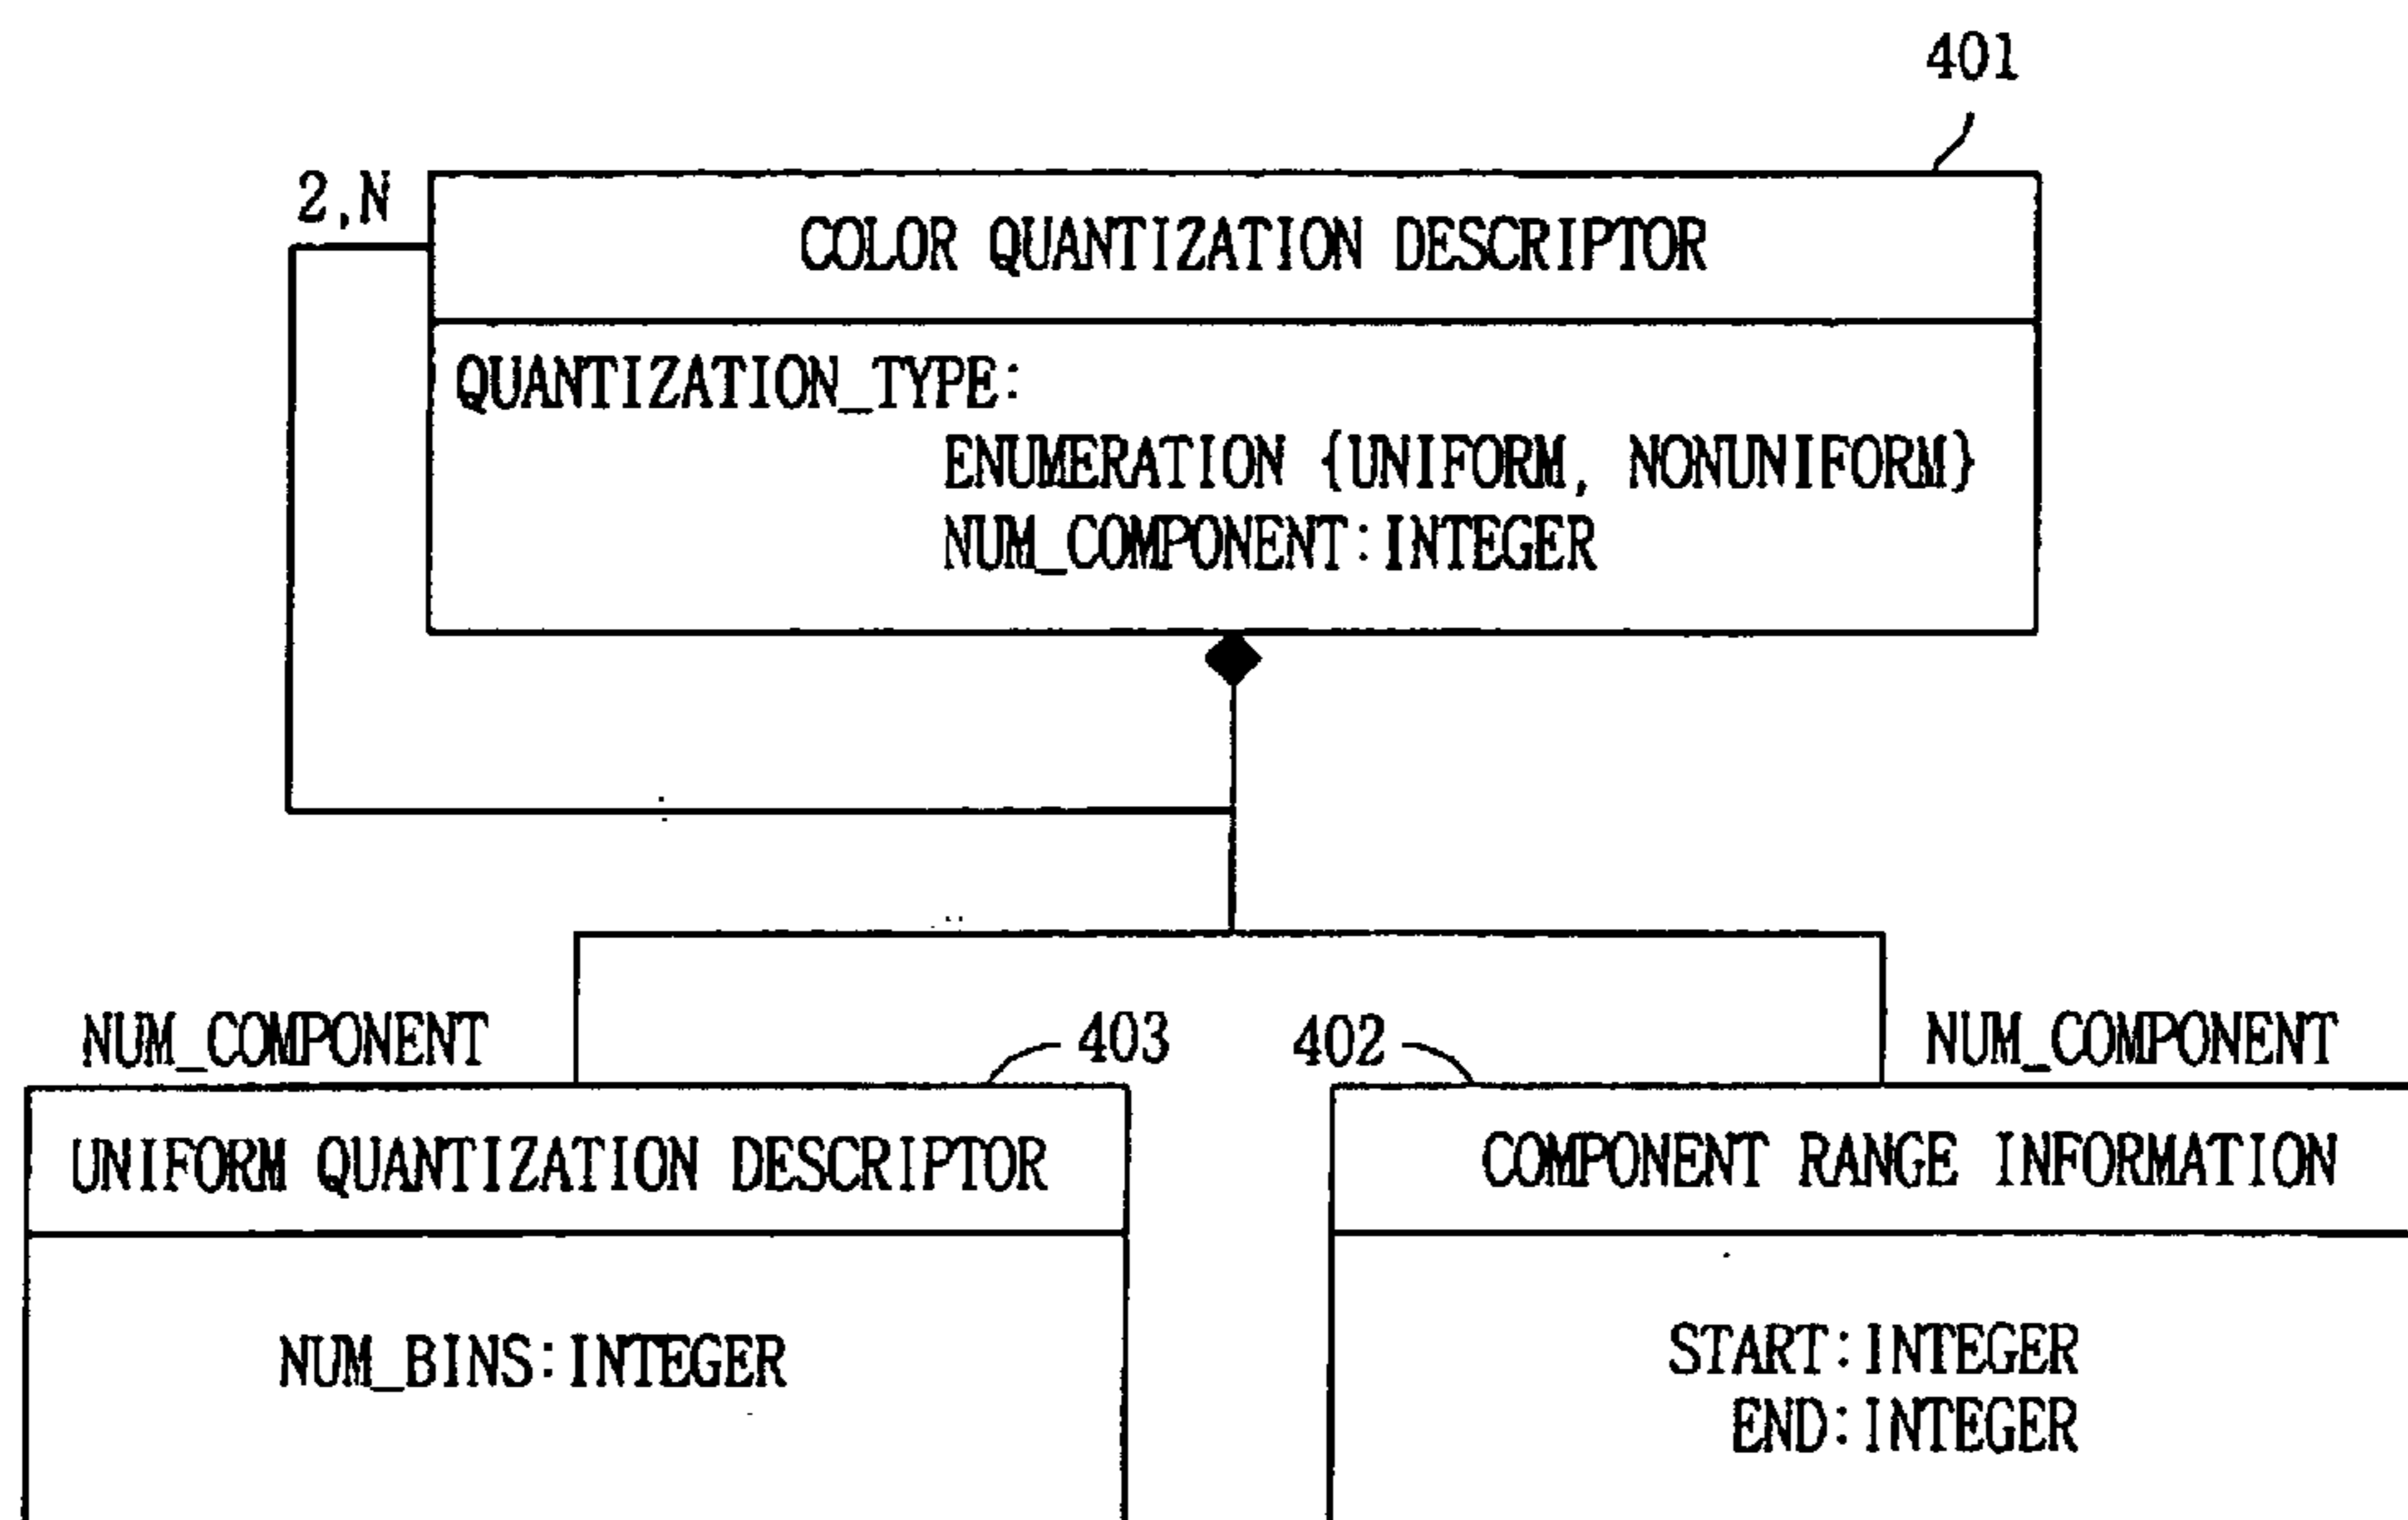 401
2,N
COLOR QUANTIZATION DESCRIPTOR
QUANTIZATION_TYPE:
ENUMERATION {UNIFORM, NONUNIFORM}
NUM_COMPONENT:INTEGER
NUM_COMPONENT
403
402
NUM_COMPONENT
UNIFORM QUANTIZATION DESCRIPTOR
COMPONENT RANGE INFORMATION
NUM_BINS:INTEGER
START:INTEGER
END:INTEGER